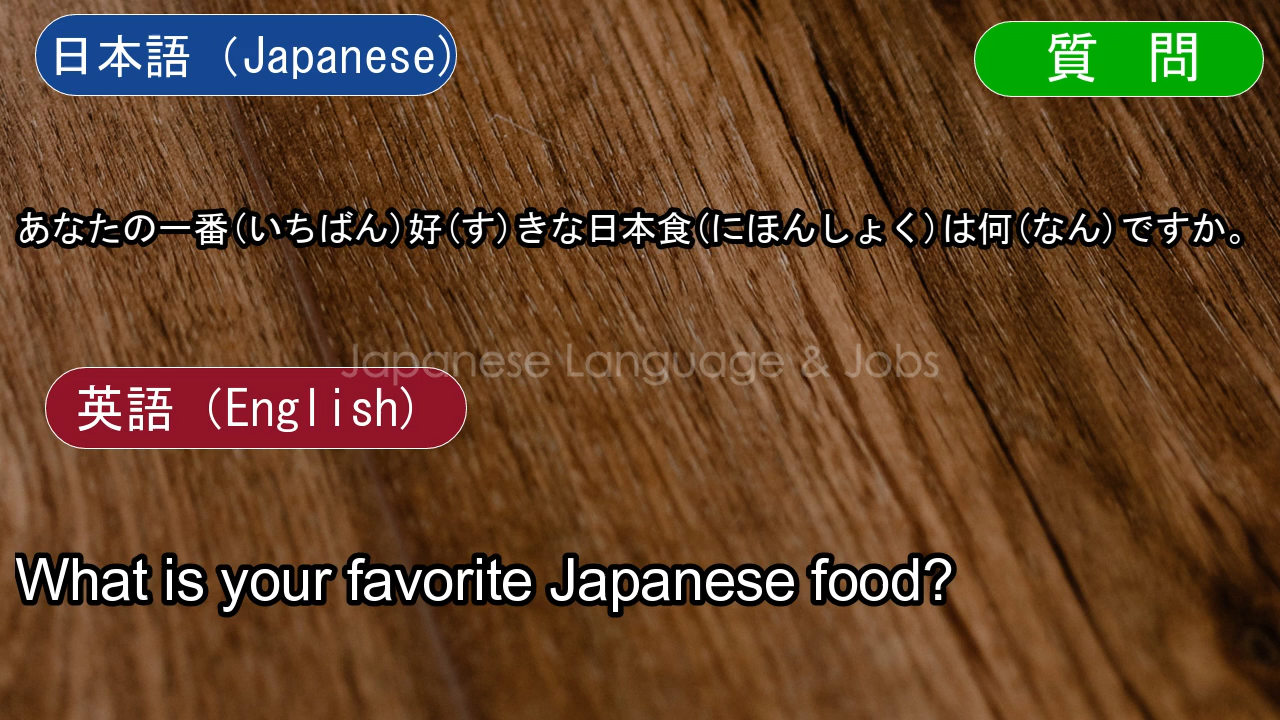 日本語（Japanese）
質　問
あなたの一番（いちばん）好（す）きな日本食（にほんしょく）は何（なん）ですか。
Japanese Language & Jobs
英語（English）
What is your favorite Japanese food?